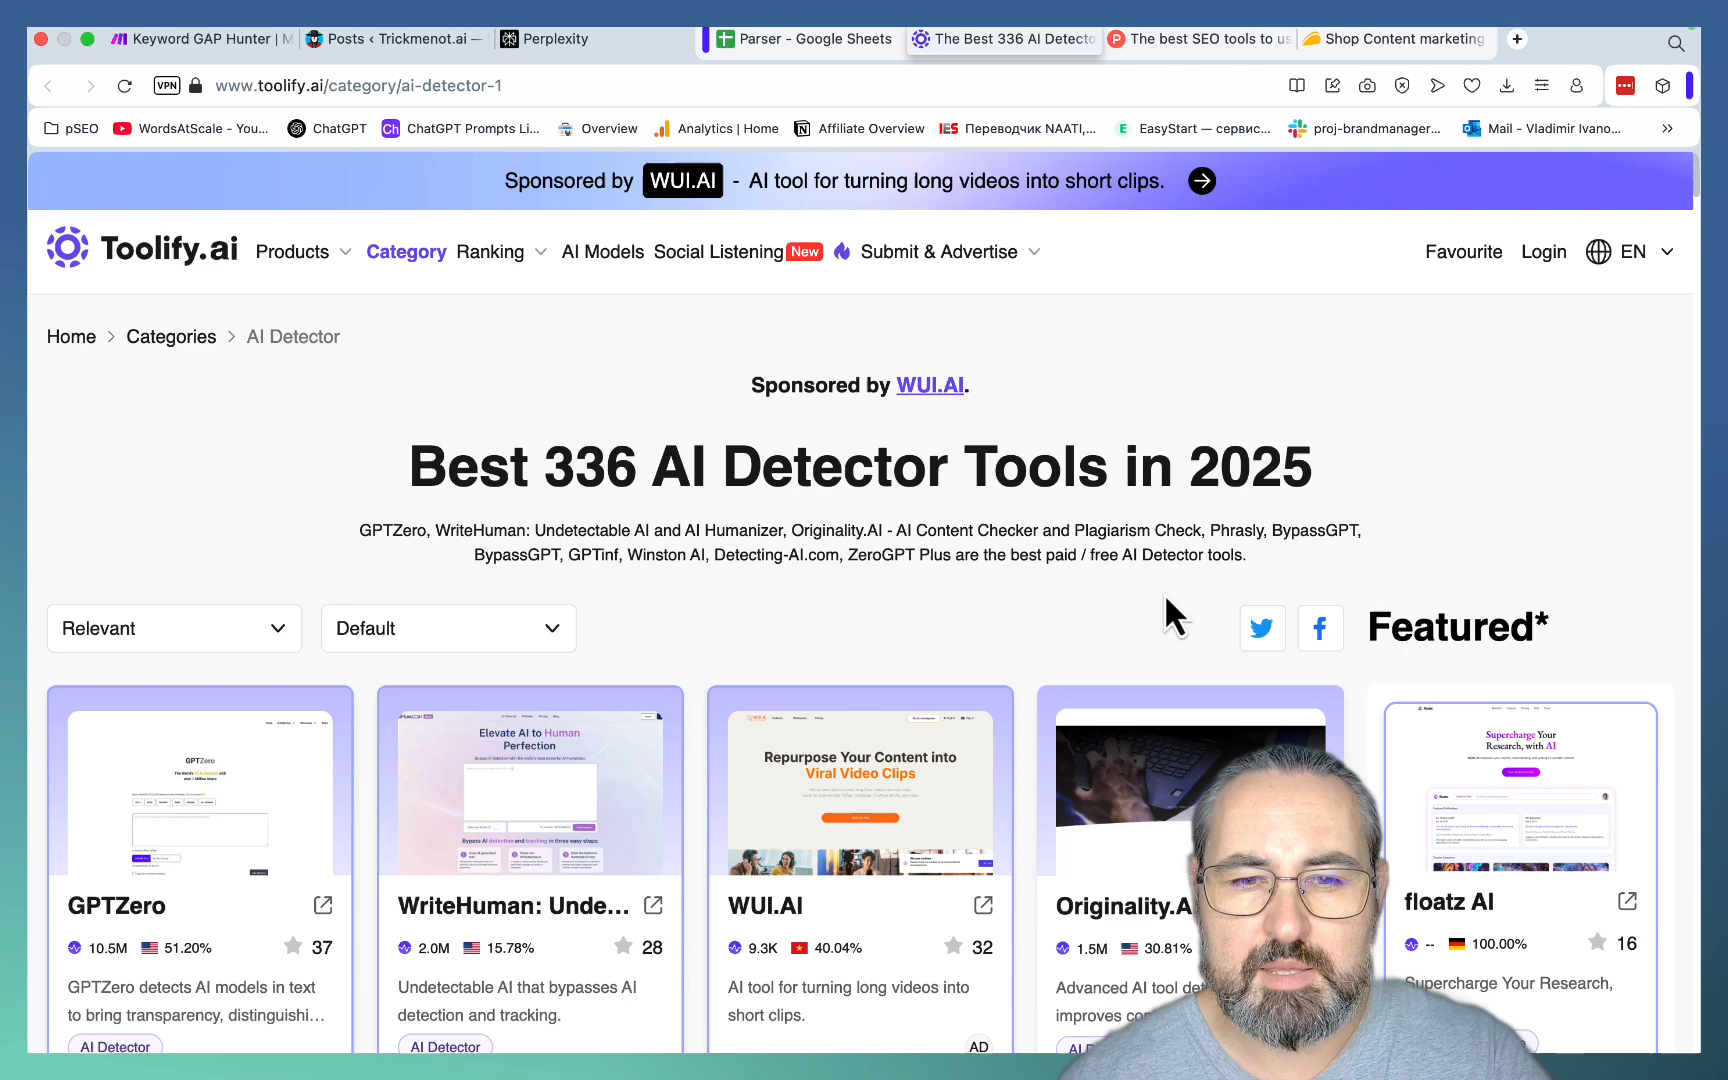 Keyword GAP Hunter | M
Posts ‹ Trickmenot.ai —
Perplexity
Parser - Google Sheets
The Best 336 AI Detecto
The best SEO tools to us
Shop Content marketing
VPN
www.toolify.ai/category/ai-detector-1
pSEO
WordsAtScale - You...
ChatGPT
Ch
ChatGPT Prompts Li...
Overview
Analytics | Home
Affiliate Overview
IES
Переводчик NAATI,...
E
EasyStart — сервис...
proj-brandmanager...
Mail - Vladimir Ivano...
Sponsored by WUI.AI - AI tool for turning long videos into short clips.
Toolify.ai
Products
Category
Ranking
AI Models
Social Listening
New
Submit & Advertise
Favourite
Login
EN
Home > Categories > AI Detector
Sponsored by WUI.AI.
Best 336 AI Detector Tools in 2025
GPTZero, WriteHuman: Undetectable AI and AI Humanizer, Originality.AI - AI Content Checker and Plagiarism Check, Phrasly, BypassGPT,
BypassGPT, GPTinf, Winston AI, Detecting-AI.com, ZeroGPT Plus are the best paid / free AI Detector tools.
Relevant
Default
Featured*
GPTZero
Elevate AI to Human
Perfection
Repurpose Your Content into
Viral Video Clips
Supercharge Your
Research, with AI
GPTZero
10.5M
51.20%
37
GPTZero detects AI models in text
to bring transparency, distinguishi...
AI Detector
WriteHuman: Unde...
2.0M
15.78%
28
Undetectable AI that bypasses AI
detection and tracking.
AI Detector
WUI.AI
9.3K
40.04%
32
AI tool for turning long videos into
short clips.
AD
Originality.A
1.5M
30.81%
Advanced AI tool det
improves con
floatz AI
--
100.00%
16
Supercharge Your Research,